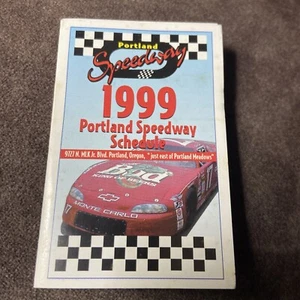 Portland
Speedway
1999
Portland Speedway
Schedule
9727 N. MLK Jr. Blvd. Portland, Oregon, "just east of Portland Meadows"
Bud
MONTE CARLO